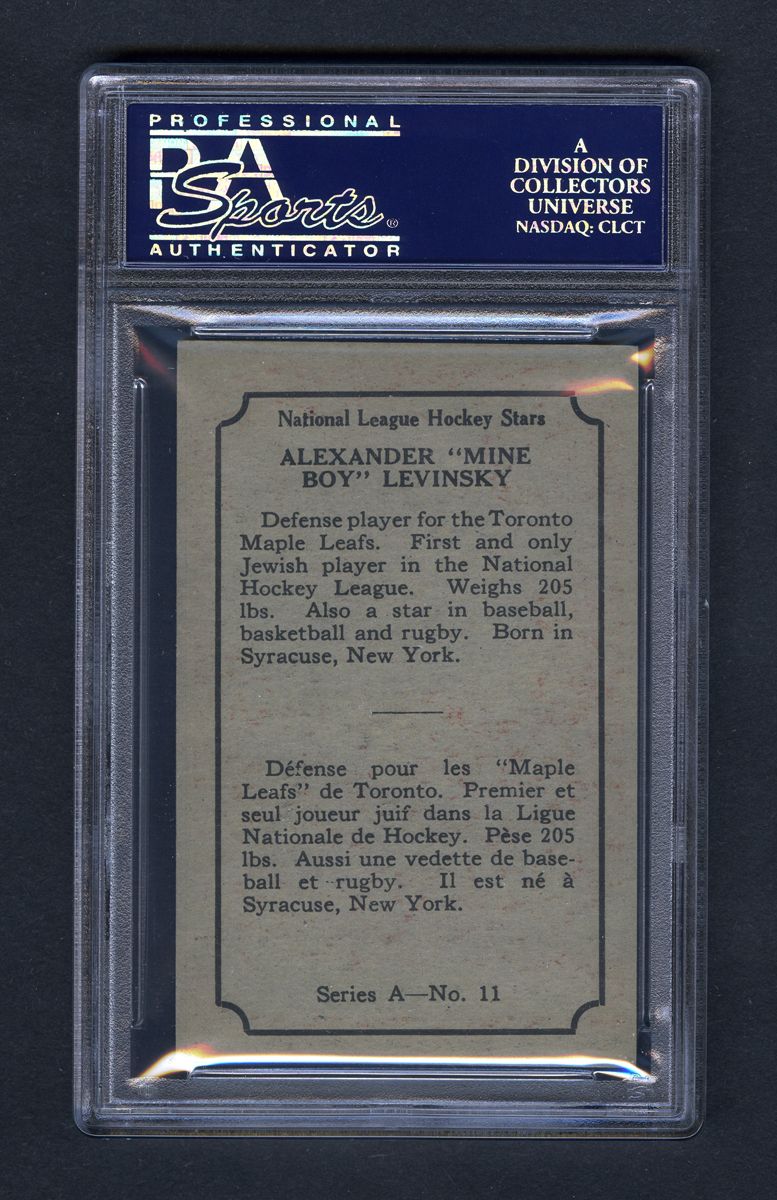 PROFESSIONAL
PSA
Sports®
AUTHENTICATOR
A
DIVISION OF
COLLECTORS
UNIVERSE
NASDAQ: CLCT
National League Hockey Stars
ALEXANDER "MINE
BOY" LEVINSKY
Defense player for the Toronto
Maple Leafs. First and only
Jewish player in the National
Hockey League. Weighs 205
lbs. Also a star in baseball,
basketball and rugby. Born in
Syracuse, New York.
Défense pour les "Maple
Leafs" de Toronto. Premier et
seul joueur juif dans la Ligue
Nationale de Hockey. Pèse 205
lbs. Aussi une vedette de base-
ball et rugby. Il est né à
Syracuse, New York.
Series A—No. 11